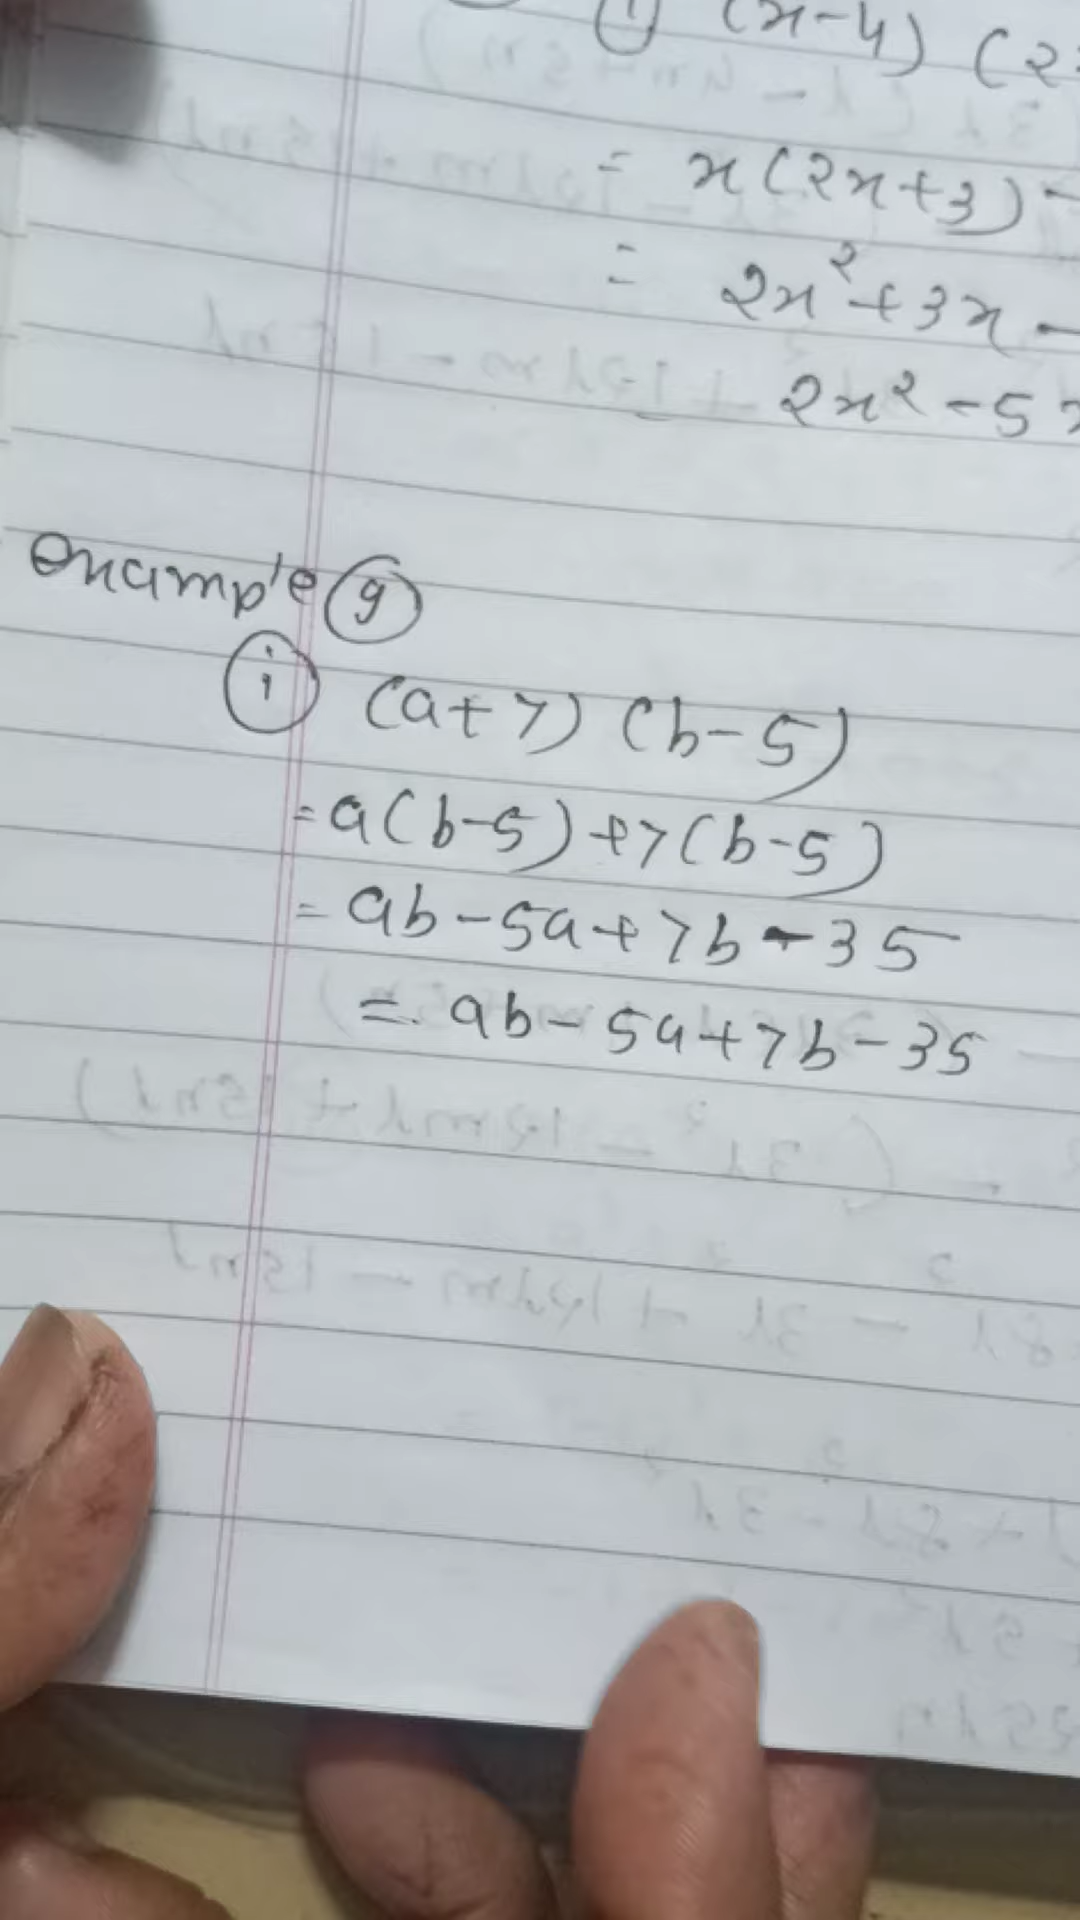 (i) (x-4) (2
= x(2x+3) -
= 2x²+3x -
2x² - 5
example (9)
(i) (a+7) (b-5)
= a(b-5)+7(b-5)
= ab-5a+7b-35
= ab-5a+7b-35